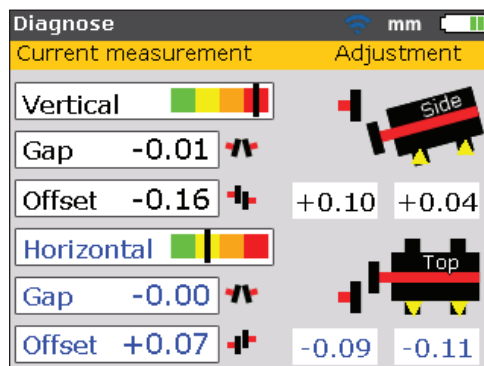 Diagnose mm
Current measurement Adjustment
Vertical Side
Gap -0.01
Offset -0.16 +0.10 +0.04
Horizontal Top
Gap -0.00
Offset +0.07 -0.09 -0.11